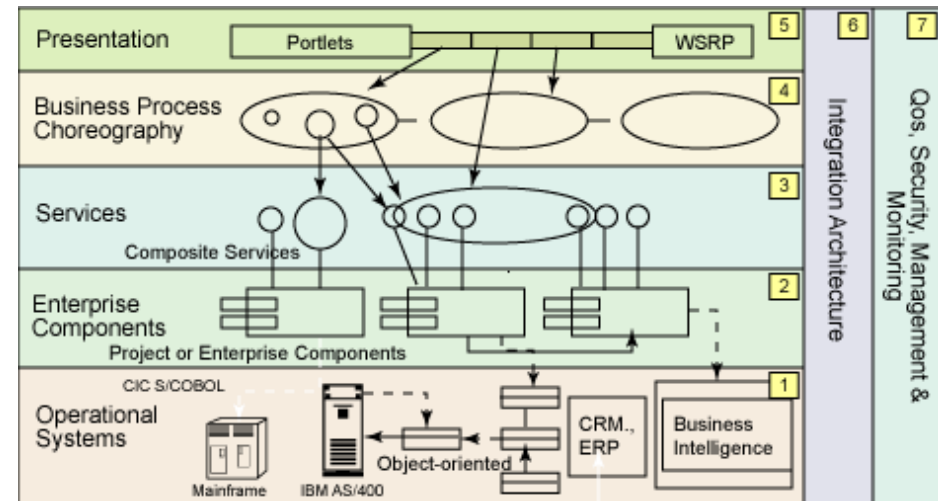 Presentation
Portlets
WSRP
5
6
7
Business Process
Choreography
4
Services
3
Composite Services
Enterprise
Components
2
Project or Enterprise Components
Operational
Systems
1
CIC S/COBOL
Mainframe
IBM AS/400
Object-oriented
CRM.,
ERP
Business
Intelligence
Integration Architecture
Qos, Security, Management &
Monitoring